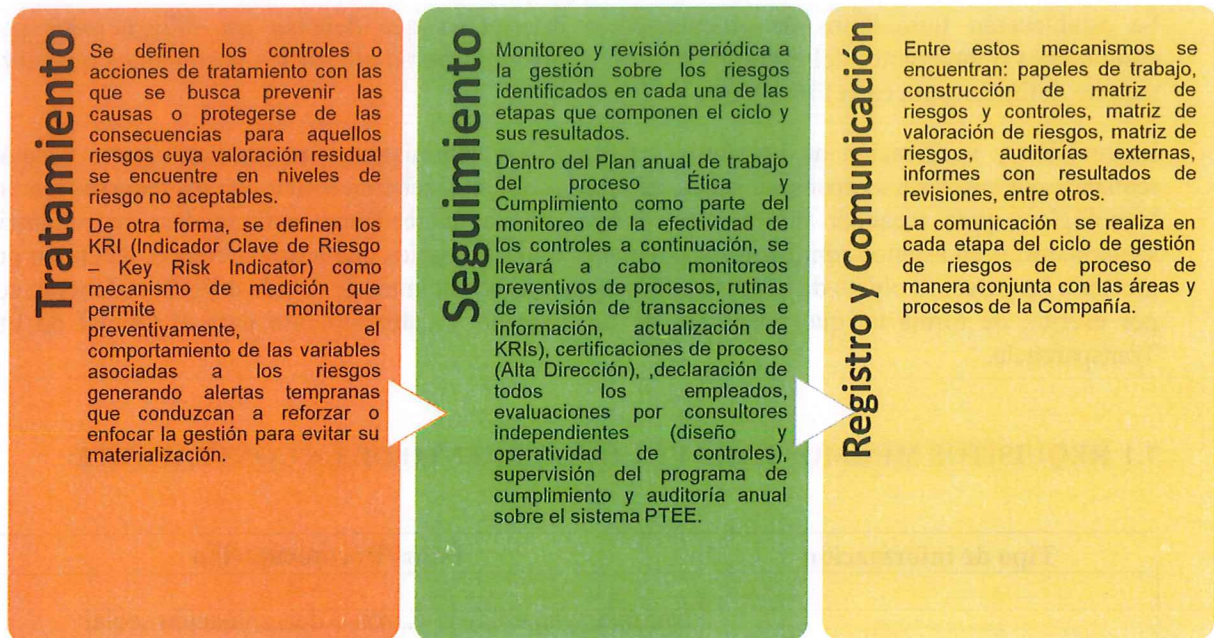 Tratamiento
Se definen los controles o
acciones de tratamiento con las
que se busca prevenir las
causas o protegerse de las
consecuencias para aquellos
riesgos cuya valoración residual
se encuentre en niveles de
riesgo no aceptables.
De otra forma, se definen los
KRI (Indicador Clave de Riesgo
– Key Risk Indicator) como
mecanismo de medición que
permite monitorear
preventivamente, el
comportamiento de las variables
asociadas a los riesgos
generando alertas tempranas
que conduzcan a reforzar o
enfocar la gestión para evitar su
materialización.
Seguimiento
Monitoreo y revisión periódica a
la gestión sobre los riesgos
identificados en cada una de las
etapas que componen el ciclo y
sus resultados.
Dentro del Plan anual de trabajo
del proceso Ética y
Cumplimiento como parte del
monitoreo de la efectividad de
los controles a continuación, se
llevará a cabo monitoreos
preventivos de procesos, rutinas
de revisión de transacciones e
información, actualización de
KRIs), certificaciones de proceso
(Alta Dirección), ,declaración de
todos los empleados,
evaluaciones por consultores
independientes (diseño y
operatividad de controles),
supervisión del programa de
cumplimiento y auditoría anual
sobre el sistema PTEE.
Registro y Comunicación
Entre estos mecanismos se
encuentran: papeles de trabajo,
construcción de matriz de
riesgos y controles, matriz de
valoración de riesgos, matriz de
riesgos, auditorías externas,
informes con resultados de
revisiones, entre otros.
La comunicación se realiza en
cada etapa del ciclo de gestión
de riesgos de proceso de
manera conjunta con las áreas y
procesos de la Compañía.